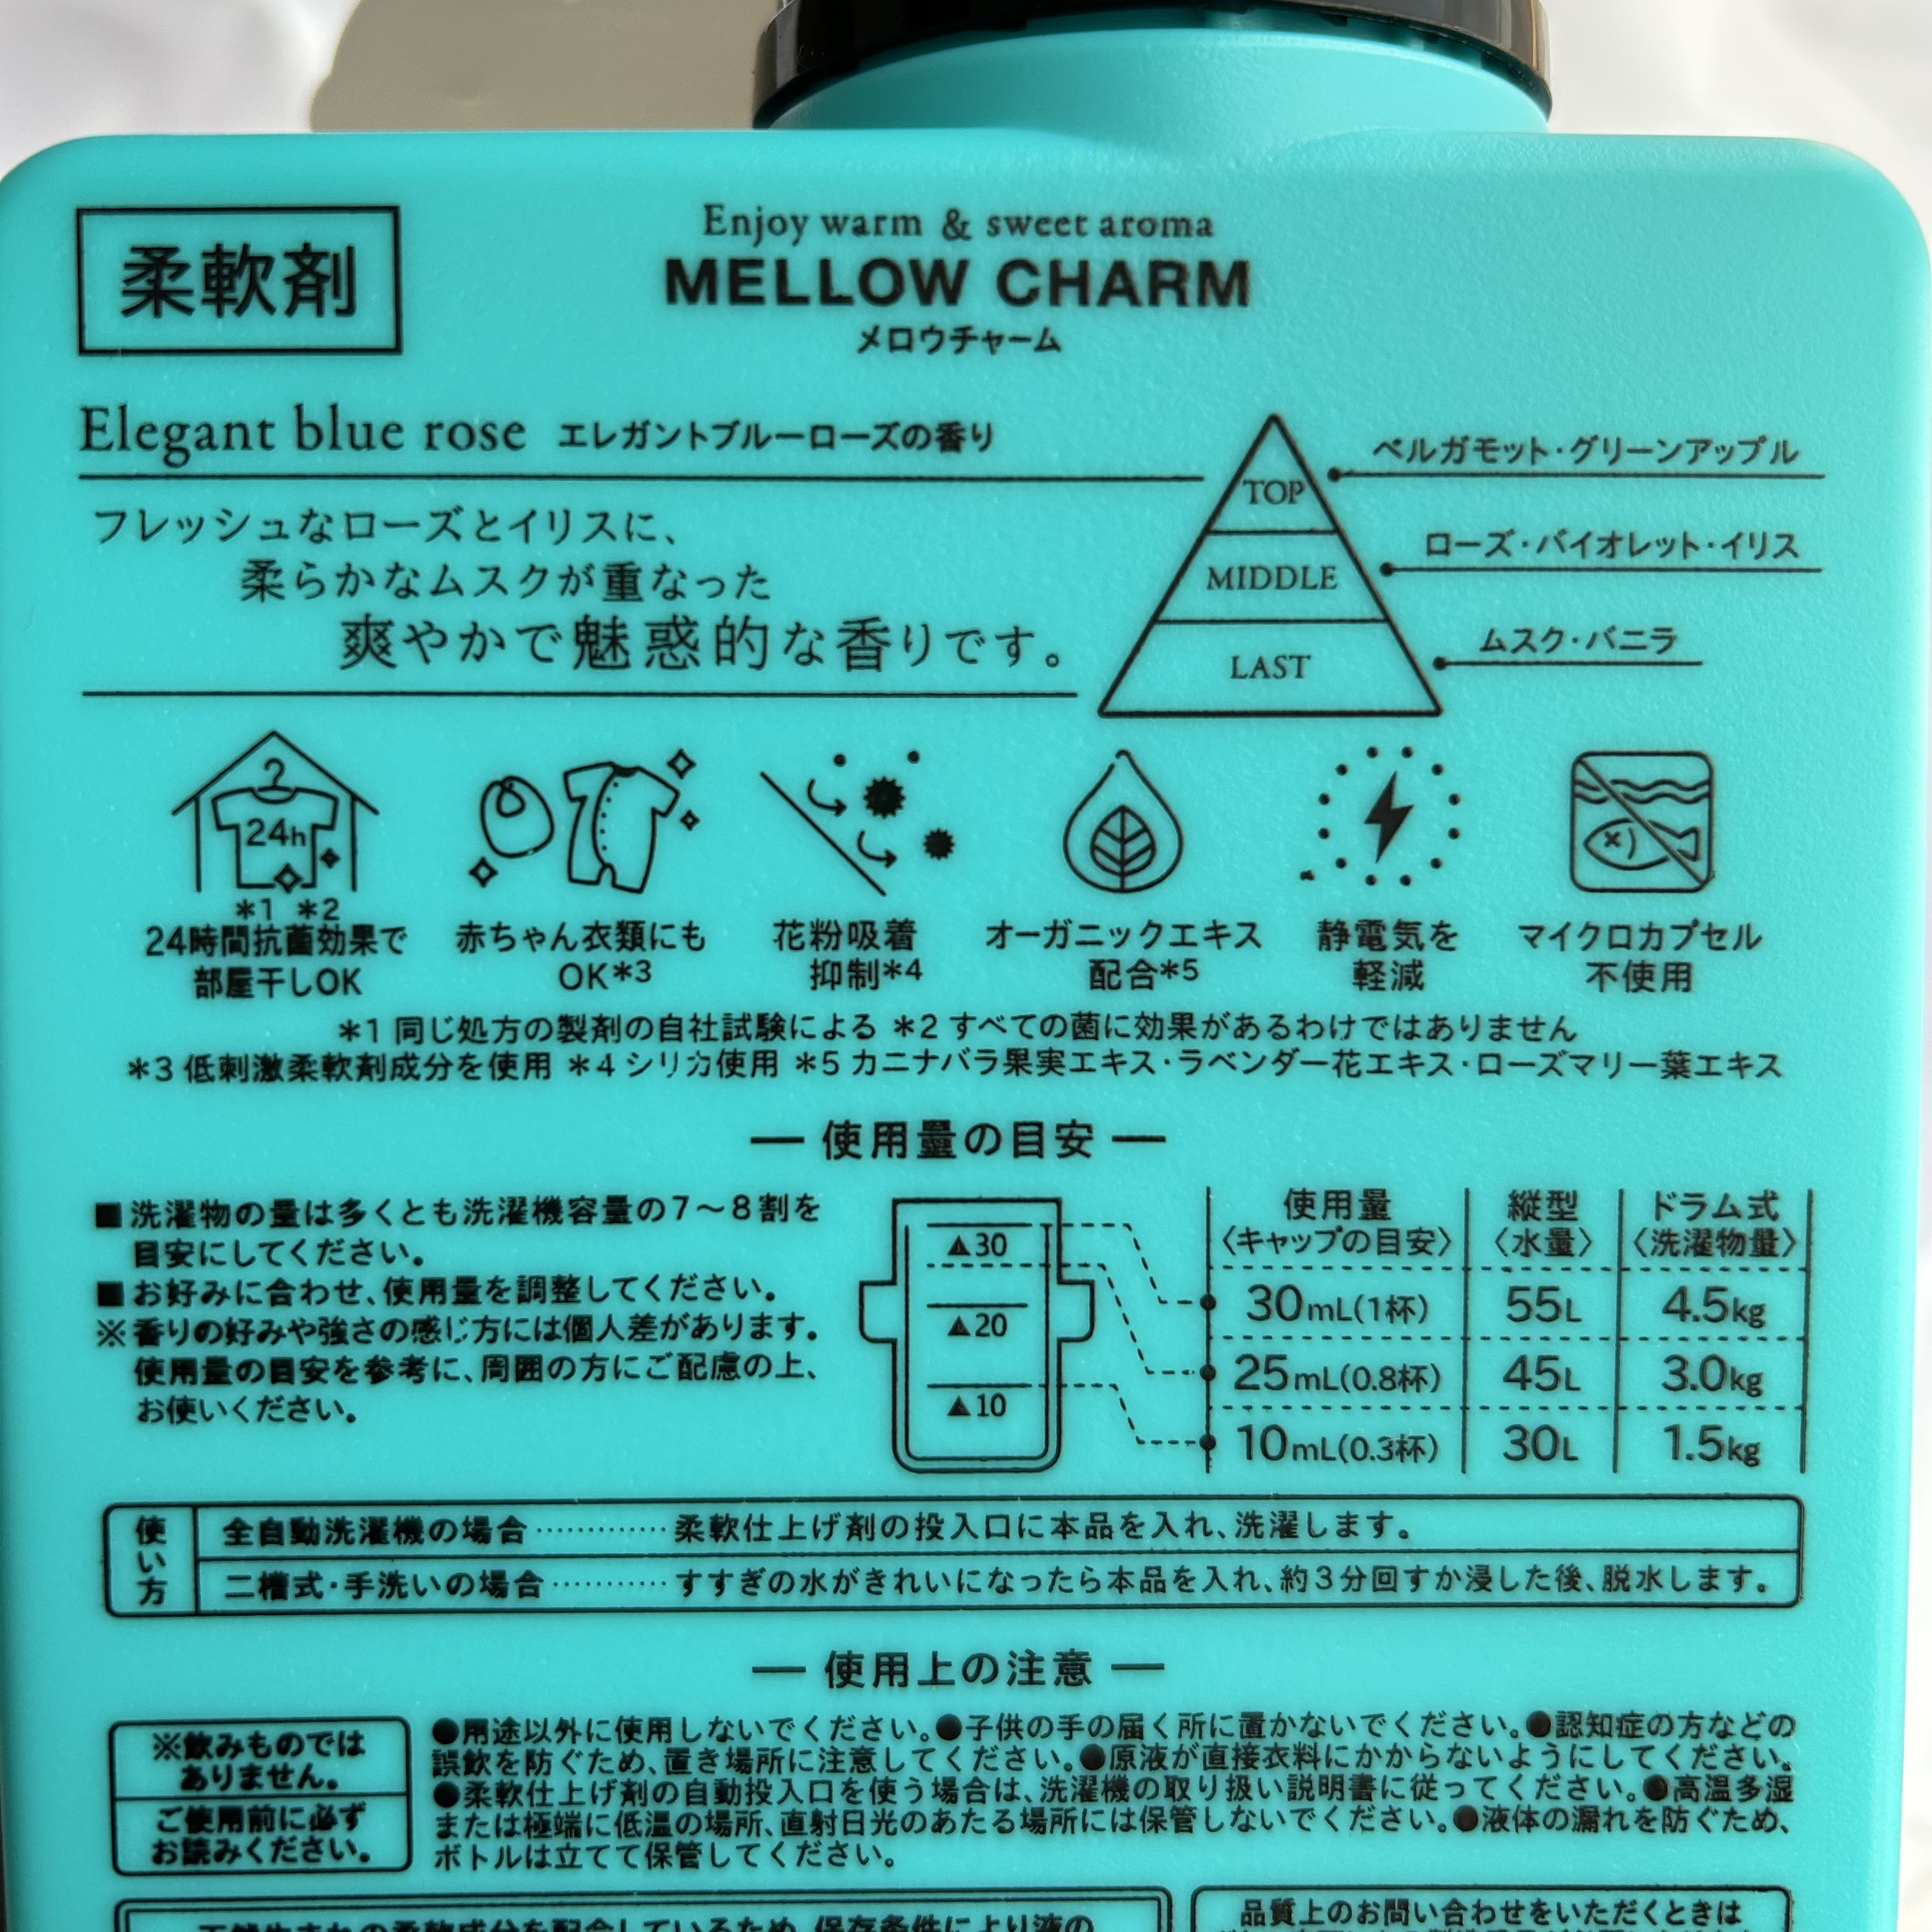 柔軟剤
Enjoy warm & sweet aroma
MELLOW CHARM
メロウチャーム
Elegant blue rose エレガントブルーローズの香り
フレッシュなローズとイリスに、
柔らかなムスクが重なった
爽やかで魅惑的な香りです。
TOP
ベルガモット・グリーンアップル
MIDDLE
ローズ・バイオレット・イリス
LAST
ムスク・バニラ
24h
*1 *2
24時間抗菌効果で
部屋干しOK
赤ちゃん衣類にも
OK*3
花粉吸着
抑制*4
オーガニックエキス
配合*5
静電気を
軽減
マイクロカプセル
不使用
*1 同じ処方の製剤の自社試験による *2 すべての菌に効果があるわけではありません
*3 低刺激柔軟剤成分を使用 *4 シリカ使用 *5 カニナバラ果実エキス・ラベンダー花エキス・ローズマリー葉エキス
― 使用量の目安 ―
■ 洗濯物の量は多くとも洗濯機容量の7〜8割を
目安にしてください。
■ お好みに合わせ、使用量を調整してください。
※ 香りの好みや強さの感じ方には個人差があります。
使用量の目安を参考に、周囲の方にご配慮の上、
お使いください。
▲30
▲20
▲10
使用量 縦型 ドラム式
〈キャップの目安〉 〈水量〉 〈洗濯物量〉
30mL(1杯) 55L 4.5kg
25mL(0.8杯) 45L 3.0kg
10mL(0.3杯) 30L 1.5kg
使い方
全自動洗濯機の場合············柔軟仕上げ剤の投入口に本品を入れ、洗濯します。
二槽式・手洗いの場合···········すすぎの水がきれいになったら本品を入れ、約3分回すか浸した後、脱水します。
― 使用上の注意 ―
※飲みものでは
ありません。
ご使用前に必ず
お読みください。
●用途以外に使用しないでください。●子供の手の届く所に置かないでください。●認知症の方などの
誤飲を防ぐため、置き場所に注意してください。●原液が直接衣料にかからないようにしてください。
●柔軟仕上げ剤の自動投入口を使う場合は、洗濯機の取り扱い説明書に従ってください。●高温多湿
または極端に低温の場所、直射日光のあたる場所には保管しないでください。●液体の漏れを防ぐため、
ボトルは立てて保管してください。
天然生まれの柔軟成分を配合しているため、保存条件により液の
品質上のお問い合わせをいただくときは